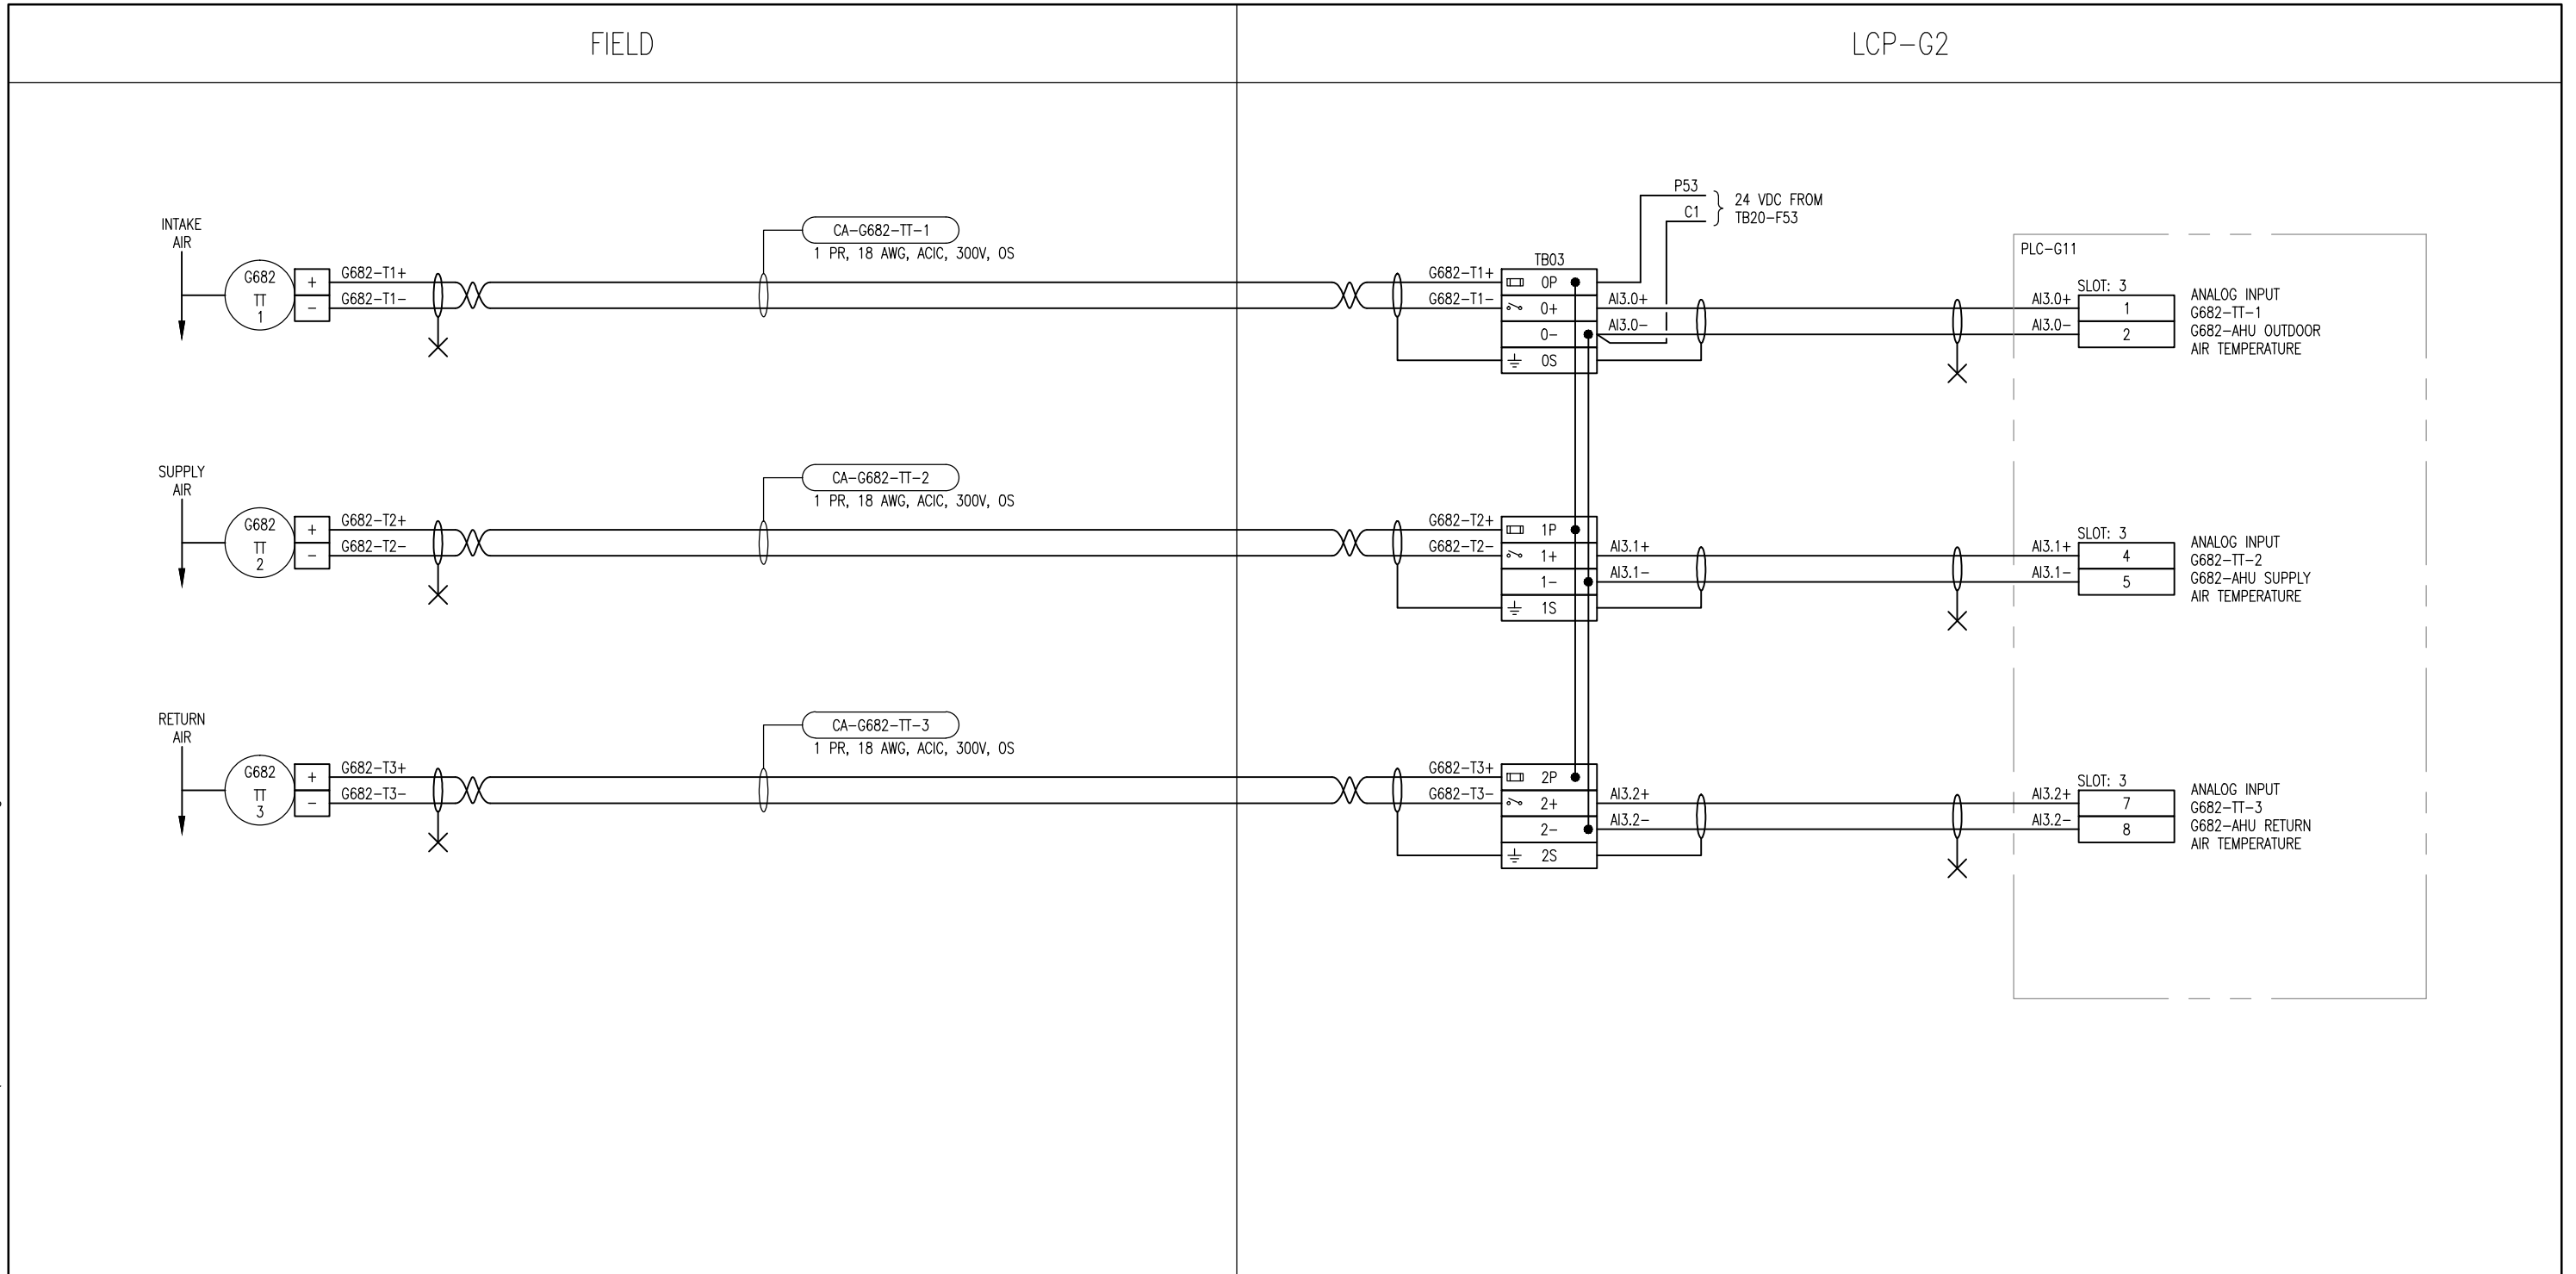 FIELD
LCP-G2
P53
C1
24 VDC FROM
TB20-F53
INTAKE
AIR
G682
TT
1
+
-
G682-T1+
G682-T1-
CA-G682-TT-1
1 PR, 18 AWG, ACIC, 300V, OS
G682-T1+
G682-T1-
TB03
0P
0+
0-
0S
AI3.0+
AI3.0-
PLC-G11
AI3.0+
AI3.0-
SLOT: 3
1
2
ANALOG INPUT
G682-TT-1
G682-AHU OUTDOOR
AIR TEMPERATURE
SUPPLY
AIR
G682
TT
2
+
-
G682-T2+
G682-T2-
CA-G682-TT-2
1 PR, 18 AWG, ACIC, 300V, OS
G682-T2+
G682-T2-
1P
1+
1-
1S
AI3.1+
AI3.1-
AI3.1+
AI3.1-
SLOT: 3
4
5
ANALOG INPUT
G682-TT-2
G682-AHU SUPPLY
AIR TEMPERATURE
RETURN
AIR
G682
TT
3
+
-
G682-T3+
G682-T3-
CA-G682-TT-3
1 PR, 18 AWG, ACIC, 300V, OS
G682-T3+
G682-T3-
2P
2+
2-
2S
AI3.2+
AI3.2-
AI3.2+
AI3.2-
SLOT: 3
7
8
ANALOG INPUT
G682-TT-3
G682-AHU RETURN
AIR TEMPERATURE